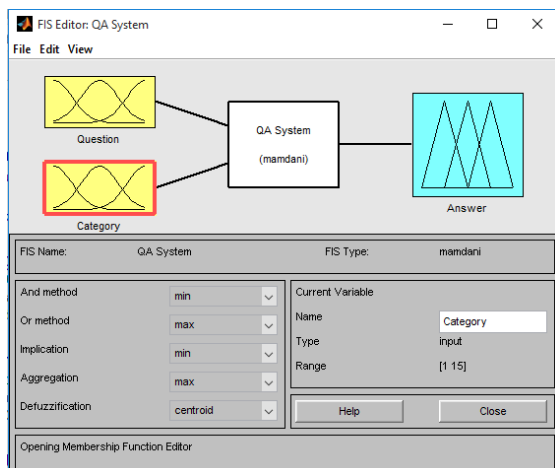 FIS Editor: QA System
File Edit View
Question
QA System
(mamdani)
Category
Answer
FIS Name: QA System FIS Type: mamdani
And method min
Or method max
Implication min
Aggregation max
Defuzzification centroid
Current Variable
Name Category
Type input
Range [1 15]
Help Close
Opening Membership Function Editor